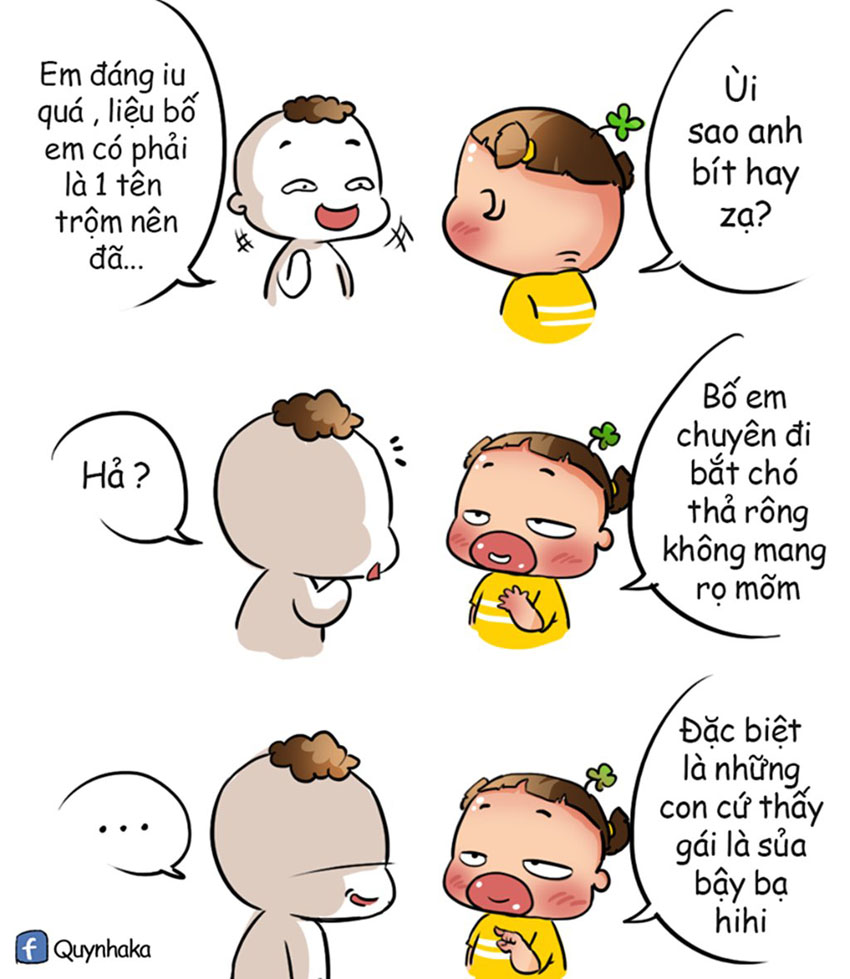 Em đáng iu
quá , liệu bố
em có phải
là 1 tên
trộm nên
đã...
Ùi
sao anh
bít hay
zạ?
Hả ?
Bố em
chuyên đi
bắt chó
thả rông
không mang
rọ mõm
...
Đặc biệt
là những
con cứ thấy
gái là sủa
bậy bạ
hihi
f Quynhaka